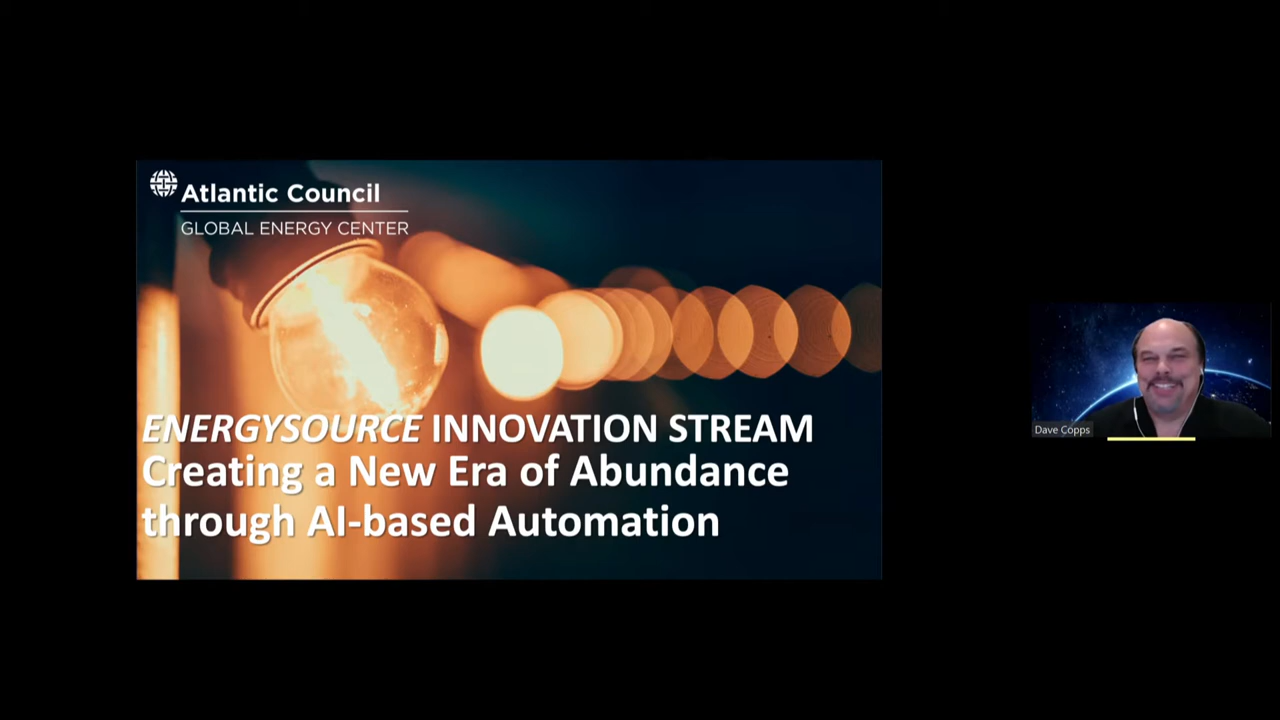 Atlantic Council
GLOBAL ENERGY CENTER
ENERGYSOURCE INNOVATION STREAM
Creating a New Era of Abundance
through AI-based Automation
Dave Copps